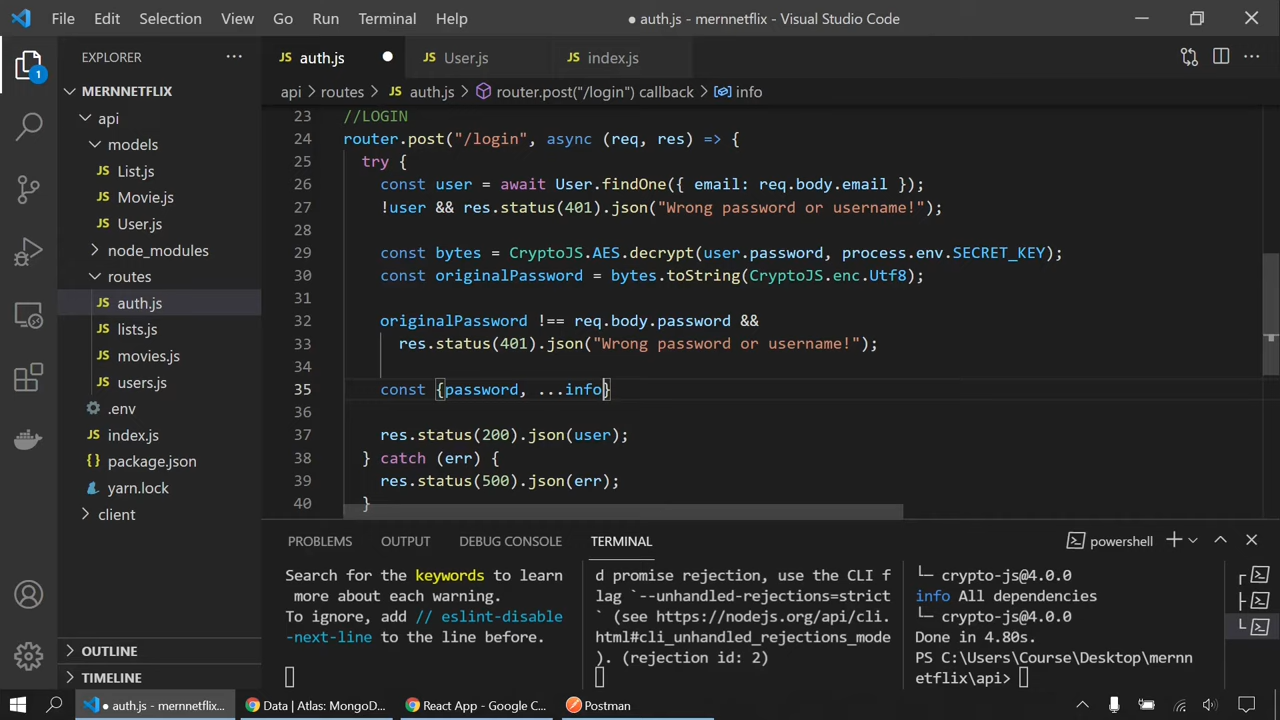 File Edit Selection View Go Run Terminal Help ● auth.js - mernnetflix - Visual Studio Code
EXPLORER ···
JS auth.js ●
JS User.js
JS index.js
api > routes > JS auth.js > router.post("/login") callback > info
1
MERNNETFLIX
api
models
JS List.js
JS Movie.js
JS User.js
node_modules
routes
JS auth.js
JS lists.js
JS movies.js
JS users.js
.env
JS index.js
{} package.json
yarn.lock
client
OUTLINE
TIMELINE
23 //LOGIN
24 router.post("/login", async (req, res) => {
25 try {
26 const user = await User.findOne({ email: req.body.email });
27 !user && res.status(401).json("Wrong password or username!");
28
29 const bytes = CryptoJS.AES.decrypt(user.password, process.env.SECRET_KEY);
30 const originalPassword = bytes.toString(CryptoJS.enc.Utf8);
31
32 originalPassword !== req.body.password &&
33 res.status(401).json("Wrong password or username!");
34
35 const {password, ...info}
36
37 res.status(200).json(user);
38 } catch (err) {
39 res.status(500).json(err);
40 }
PROBLEMS OUTPUT DEBUG CONSOLE TERMINAL powershell
Search for the keywords to learn
more about each warning.
To ignore, add // eslint-disable
-next-line to the line before.
d promise rejection, use the CLI f
lag `--unhandled-rejections=strict
` (see https://nodejs.org/api/cli.
html#cli_unhandled_rejections_mode
). (rejection id: 2)
└─ crypto-js@4.0.0
info All dependencies
└─ crypto-js@4.0.0
Done in 4.80s.
PS C:\Users\Course\Desktop\mernn
etflix\api>
● auth.js - mernnetflix...
Data | Atlas: MongoD...
React App - Google C...
Postman